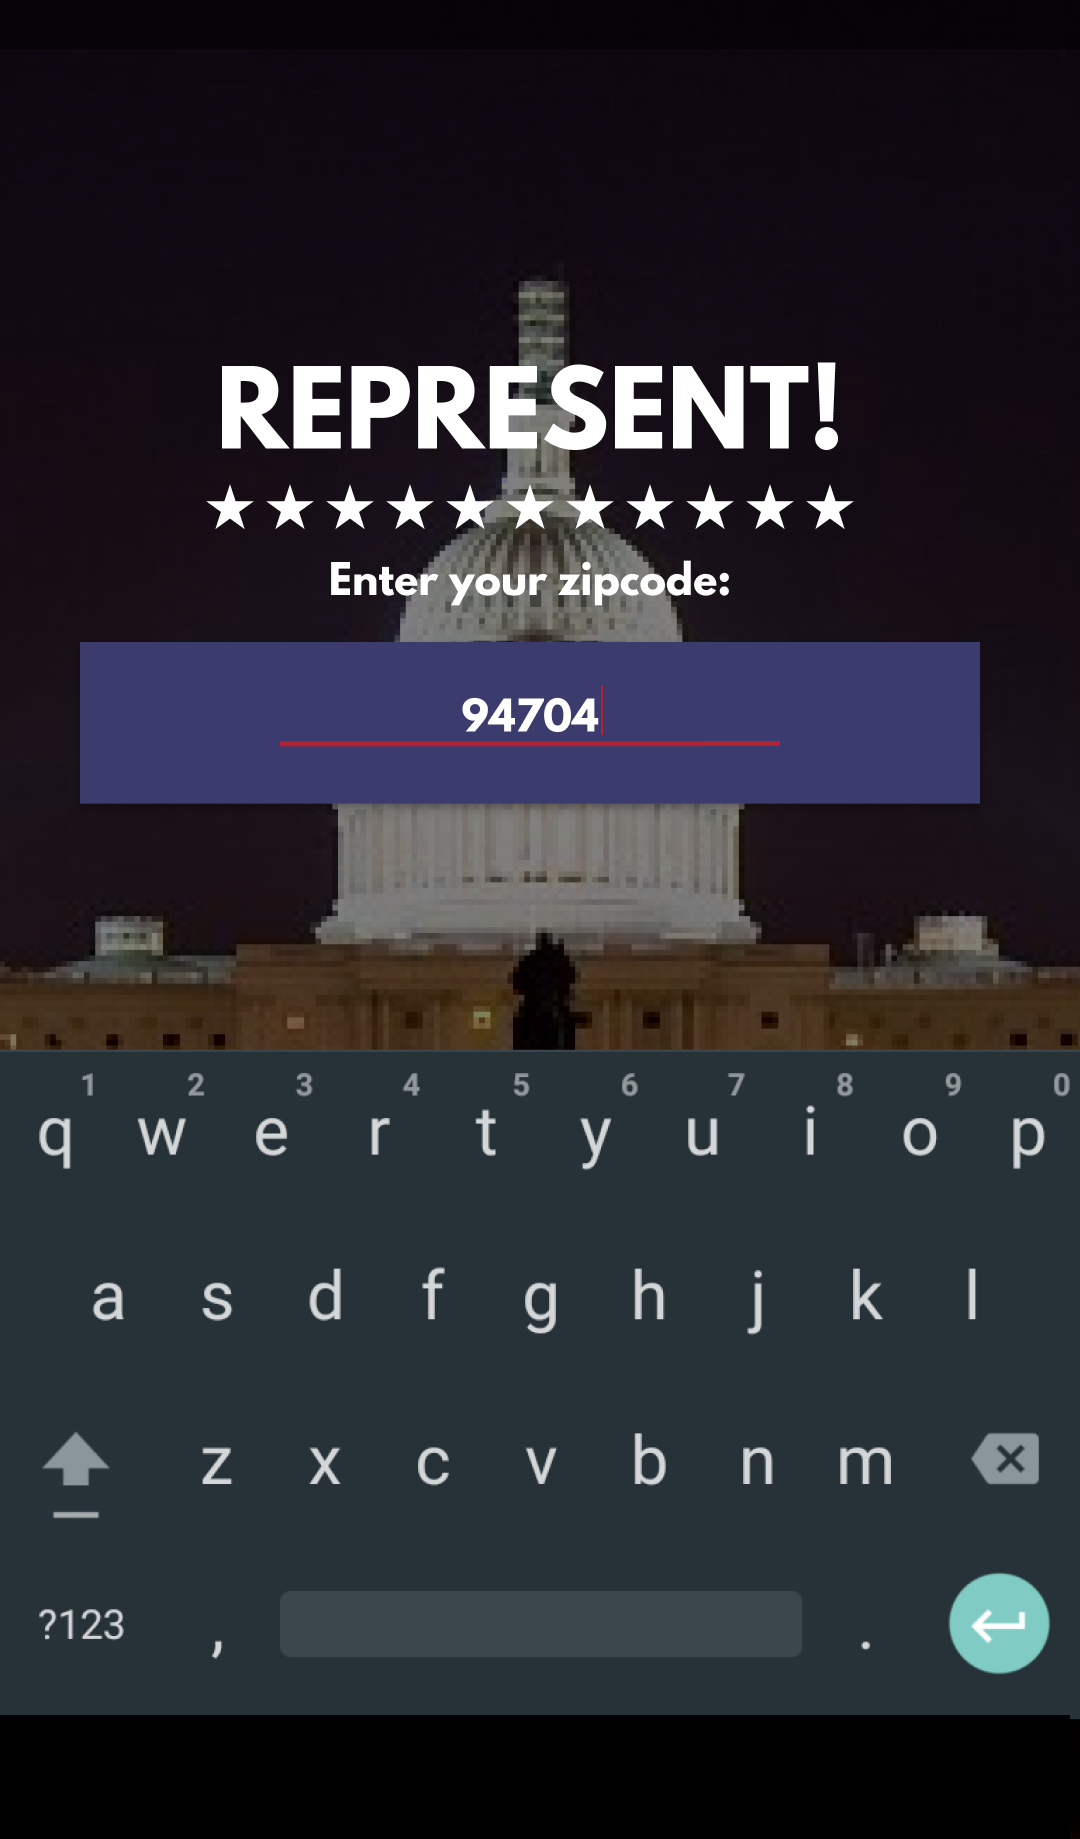 REPRESENT!
★★★★★★★★★★★
Enter your zipcode:
94704
1 2 3 4 5 6 7 8 9 0
q w e r t y u i o p
a s d f g h j k l
z x c v b n m
?123 , .